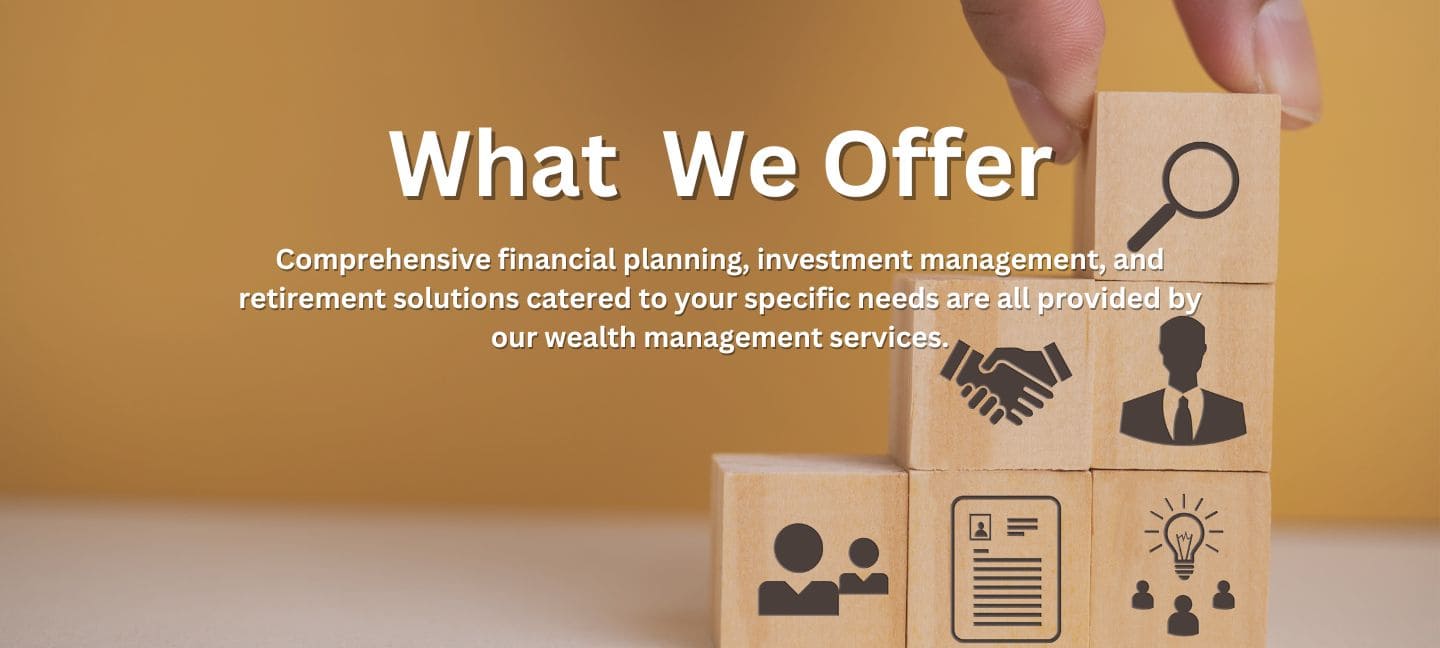 What  We Offer
Comprehensive financial planning, investment management, and
retirement solutions catered to your specific needs are all provided by
our wealth management services.